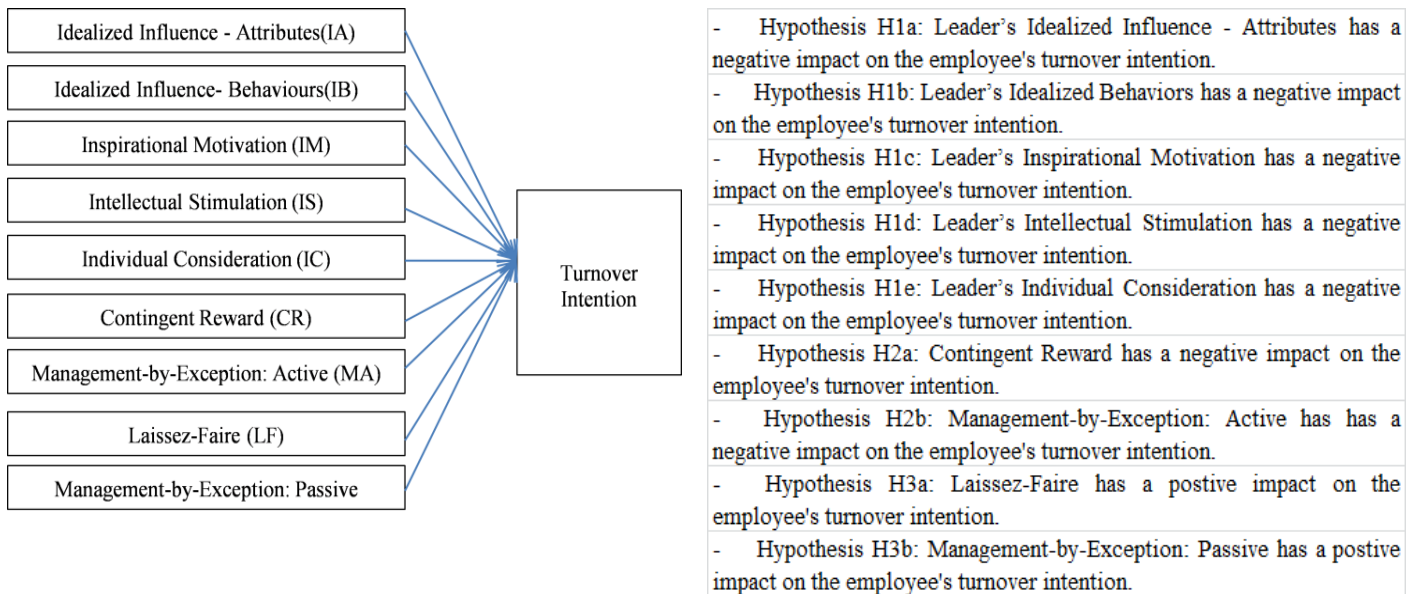 Idealized Influence - Attributes(IA)
Idealized Influence- Behaviours(IB)
Inspirational Motivation (IM)
Intellectual Stimulation (IS)
Individual Consideration (IC)
Contingent Reward (CR)
Management-by-Exception: Active (MA)
Laissez-Faire (LF)
Management-by-Exception: Passive
Turnover
Intention
- Hypothesis H1a: Leader’s Idealized Influence - Attributes has a
negative impact on the employee's turnover intention.
- Hypothesis H1b: Leader’s Idealized Behaviors has a negative impact
on the employee's turnover intention.
- Hypothesis H1c: Leader’s Inspirational Motivation has a negative
impact on the employee's turnover intention.
- Hypothesis H1d: Leader’s Intellectual Stimulation has a negative
impact on the employee's turnover intention.
- Hypothesis H1e: Leader’s Individual Consideration has a negative
impact on the employee's turnover intention.
- Hypothesis H2a: Contingent Reward has a negative impact on the
employee's turnover intention.
- Hypothesis H2b: Management-by-Exception: Active has has a
negative impact on the employee's turnover intention.
- Hypothesis H3a: Laissez-Faire has a postive impact on the
employee's turnover intention.
- Hypothesis H3b: Management-by-Exception: Passive has a postive
impact on the employee's turnover intention.